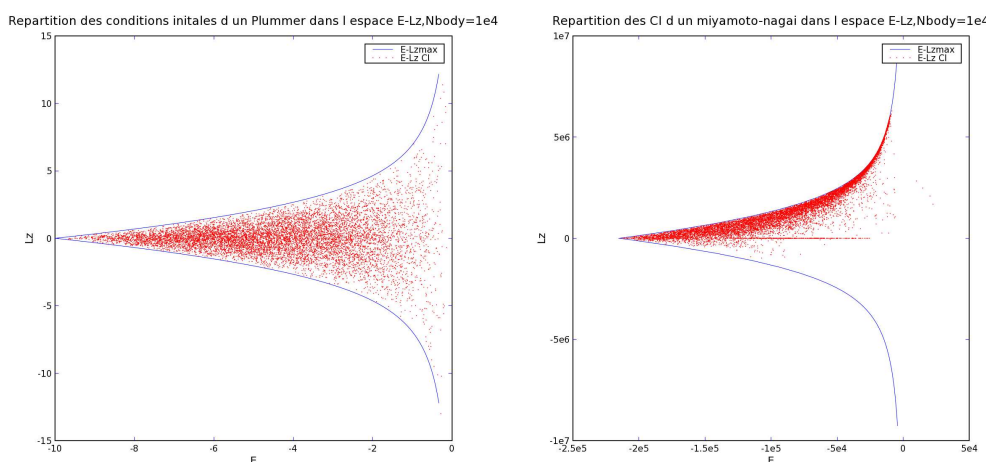 Repartition des conditions initales d un Plummer dans l espace E-Lz,Nbody=1e4
15
10
5
0
-5
-10
-15
Lz
-10
-8
-6
-4
-2
0
E
E-Lzmax
E-Lz CI
Repartition des CI d un miyamoto-nagai dans l espace E-Lz,Nbody=1e4
1e7
5e6
0
-5e6
-1e7
Lz
-2.5e5
-2e5
-1.5e5
-1e5
-5e4
0
5e4
E
E-Lzmax
E-Lz CI